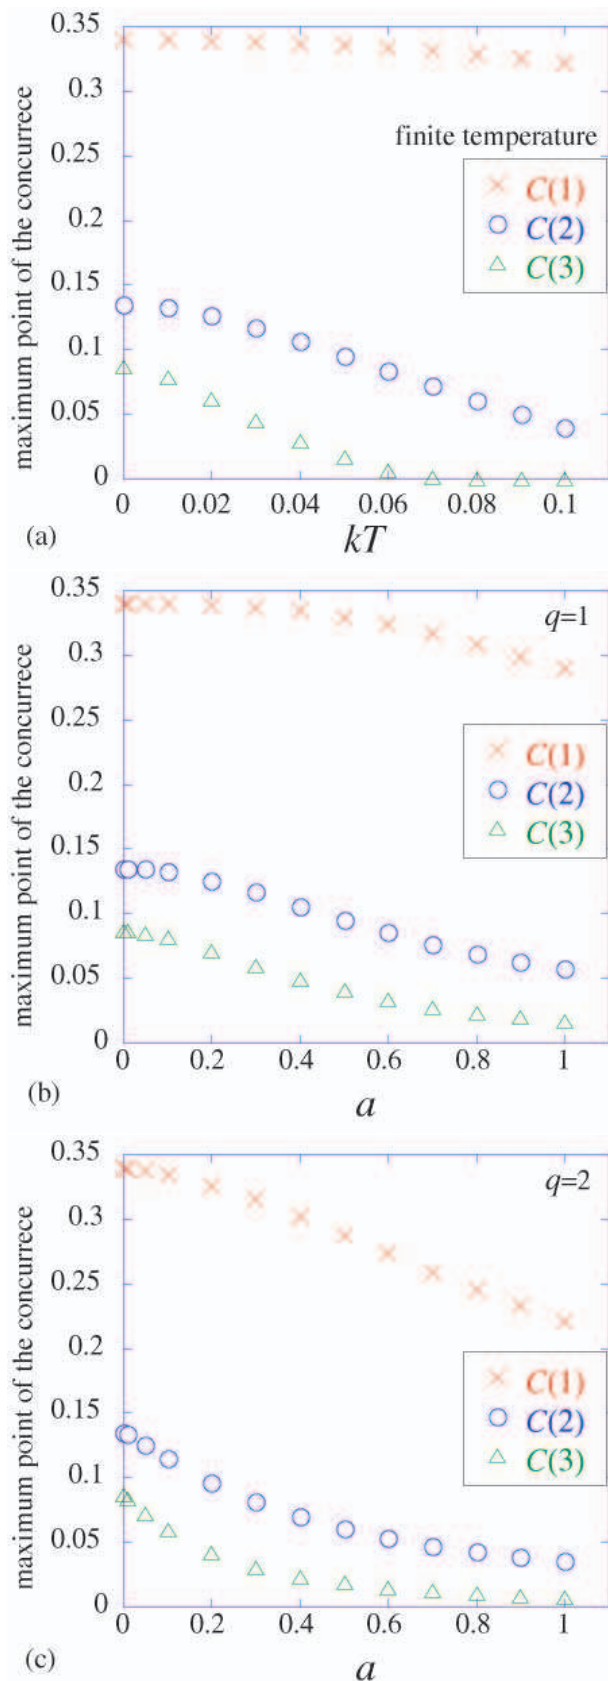 0.35
0.3
0.25
0.2
0.15
0.1
0.05
0
maximum point of the concurrece
finite temperature
C(1)
C(2)
C(3)
0 0.02 0.04 0.06 0.08 0.1
(a)
kT
0.35
0.3
0.25
0.2
0.15
0.1
0.05
0
maximum point of the concurrece
q=1
C(1)
C(2)
C(3)
0 0.2 0.4 0.6 0.8 1
(b)
a
0.35
0.3
0.25
0.2
0.15
0.1
0.05
0
maximum point of the concurrece
q=2
C(1)
C(2)
C(3)
0 0.2 0.4 0.6 0.8 1
(c)
a